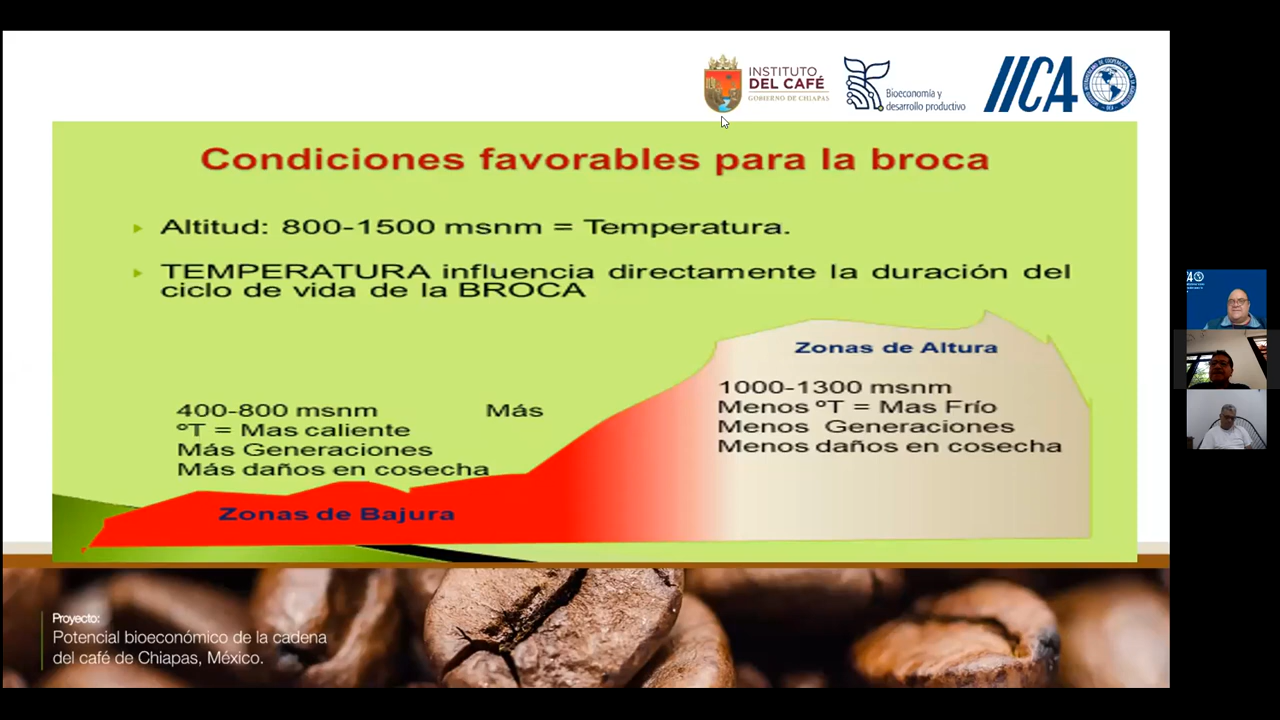 INSTITUTO
DEL CAFÉ
GOBIERNO DE CHIAPAS
Bioeconomía y
desarrollo productivo
IICA
Condiciones favorables para la broca
Altitud: 800-1500 msnm = Temperatura.
TEMPERATURA influencia directamente la duración del
ciclo de vida de la BROCA
400-800 msnm Más
ºT = Mas caliente
Más Generaciones
Más daños en cosecha
Zonas de Bajura
Zonas de Altura
1000-1300 msnm
Menos ºT = Mas Frío
Menos Generaciones
Menos daños en cosecha
Proyecto:
Potencial bioeconómico de la cadena
del café de Chiapas, México.